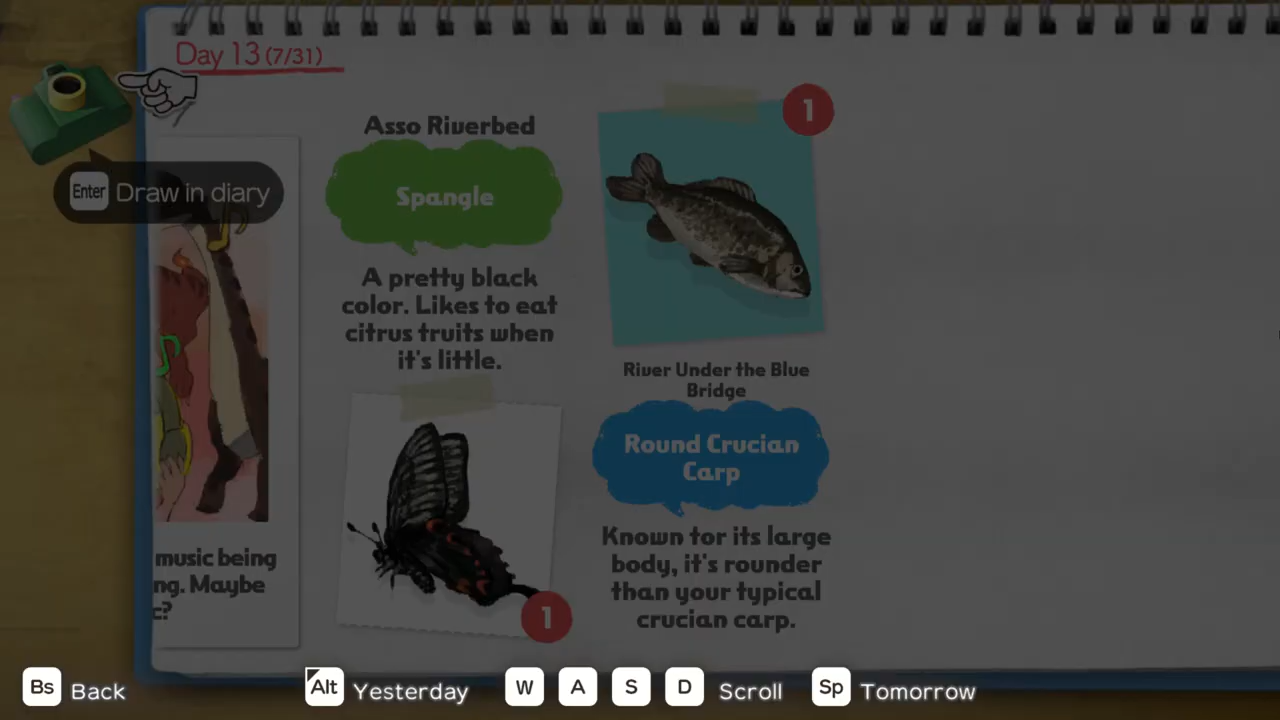 Day 13 (7/31)
Enter Draw in diary
music being
ng. Maybe
c?
Asso Riverbed
Spangle
A pretty black
color. Likes to eat
citrus fruits when
it's little.
1
1
River Under the Blue
Bridge
Round Crucian
Carp
Known for its large
body, it's rounder
than your typical
crucian carp.
Bs Back
Alt Yesterday
W A S D Scroll
Sp Tomorrow